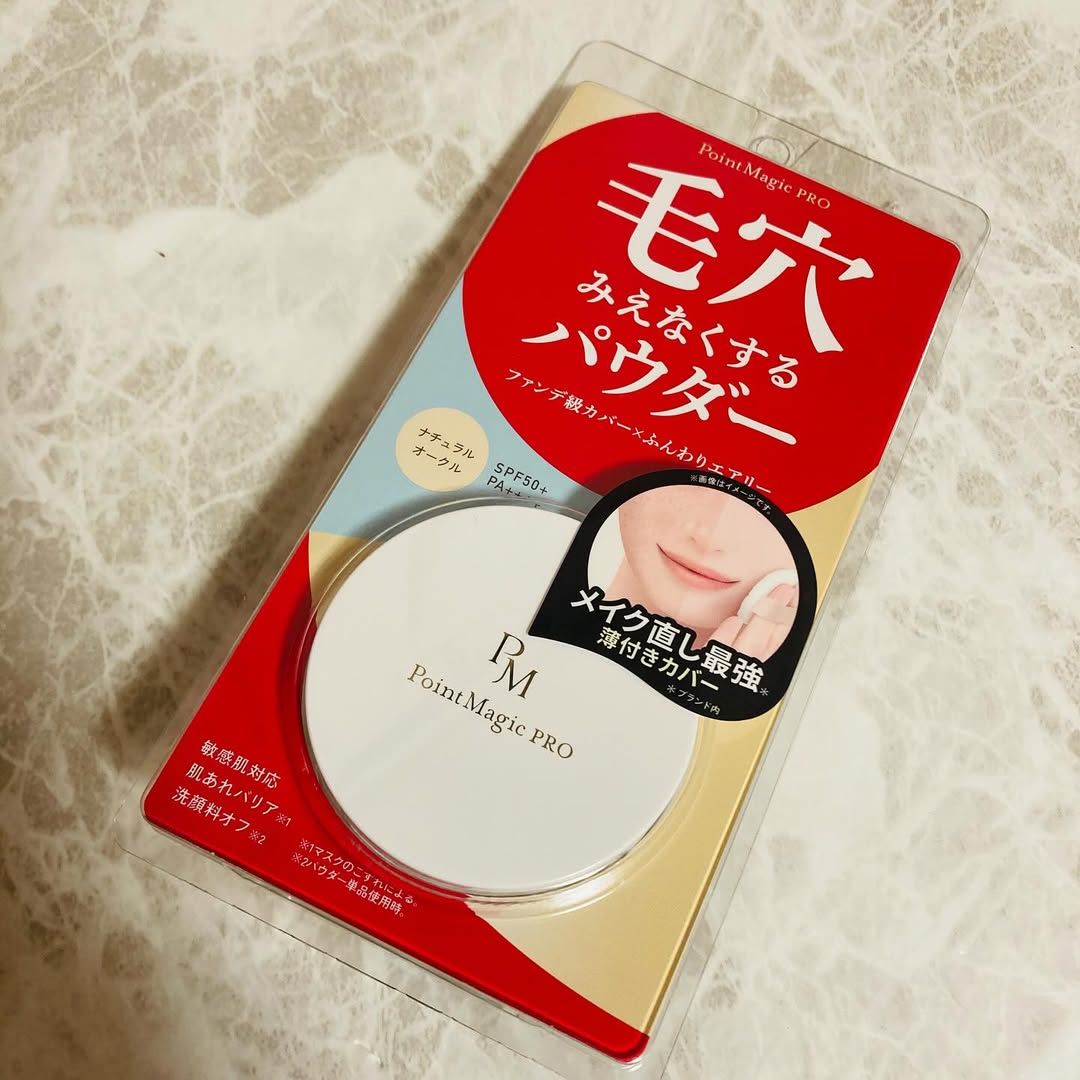 PointMagic PRO
毛穴
みえなくする
パウダー
ファンデ級カバー×ふんわりエアリー
ナチュラル
オークル
SPF50+
※画像はイメージです。
メイク直し最強*
薄付きカバー
*ブランド内
PM
PointMagic PRO
敏感肌対応
肌あれバリア※1
洗顔料オフ※2
※1マスクのこすれによる。
※2パウダー単品使用時。